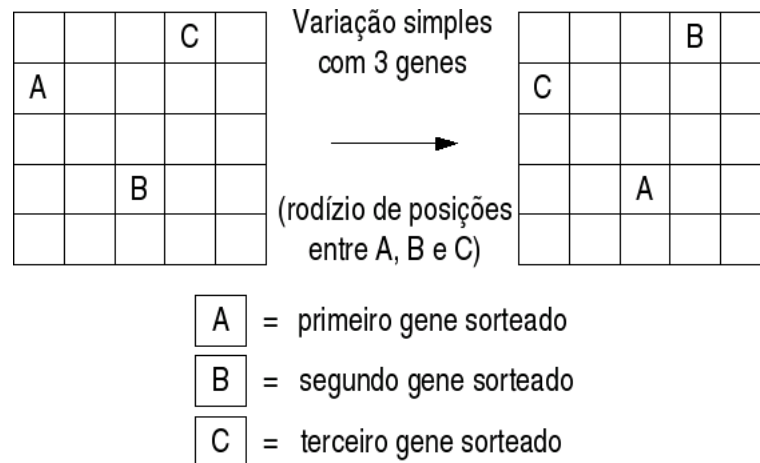 C
A
B
Variação simples
com 3 genes
(rodízio de posições
entre A, B e C)
B
C
A
A = primeiro gene sorteado
B = segundo gene sorteado
C = terceiro gene sorteado